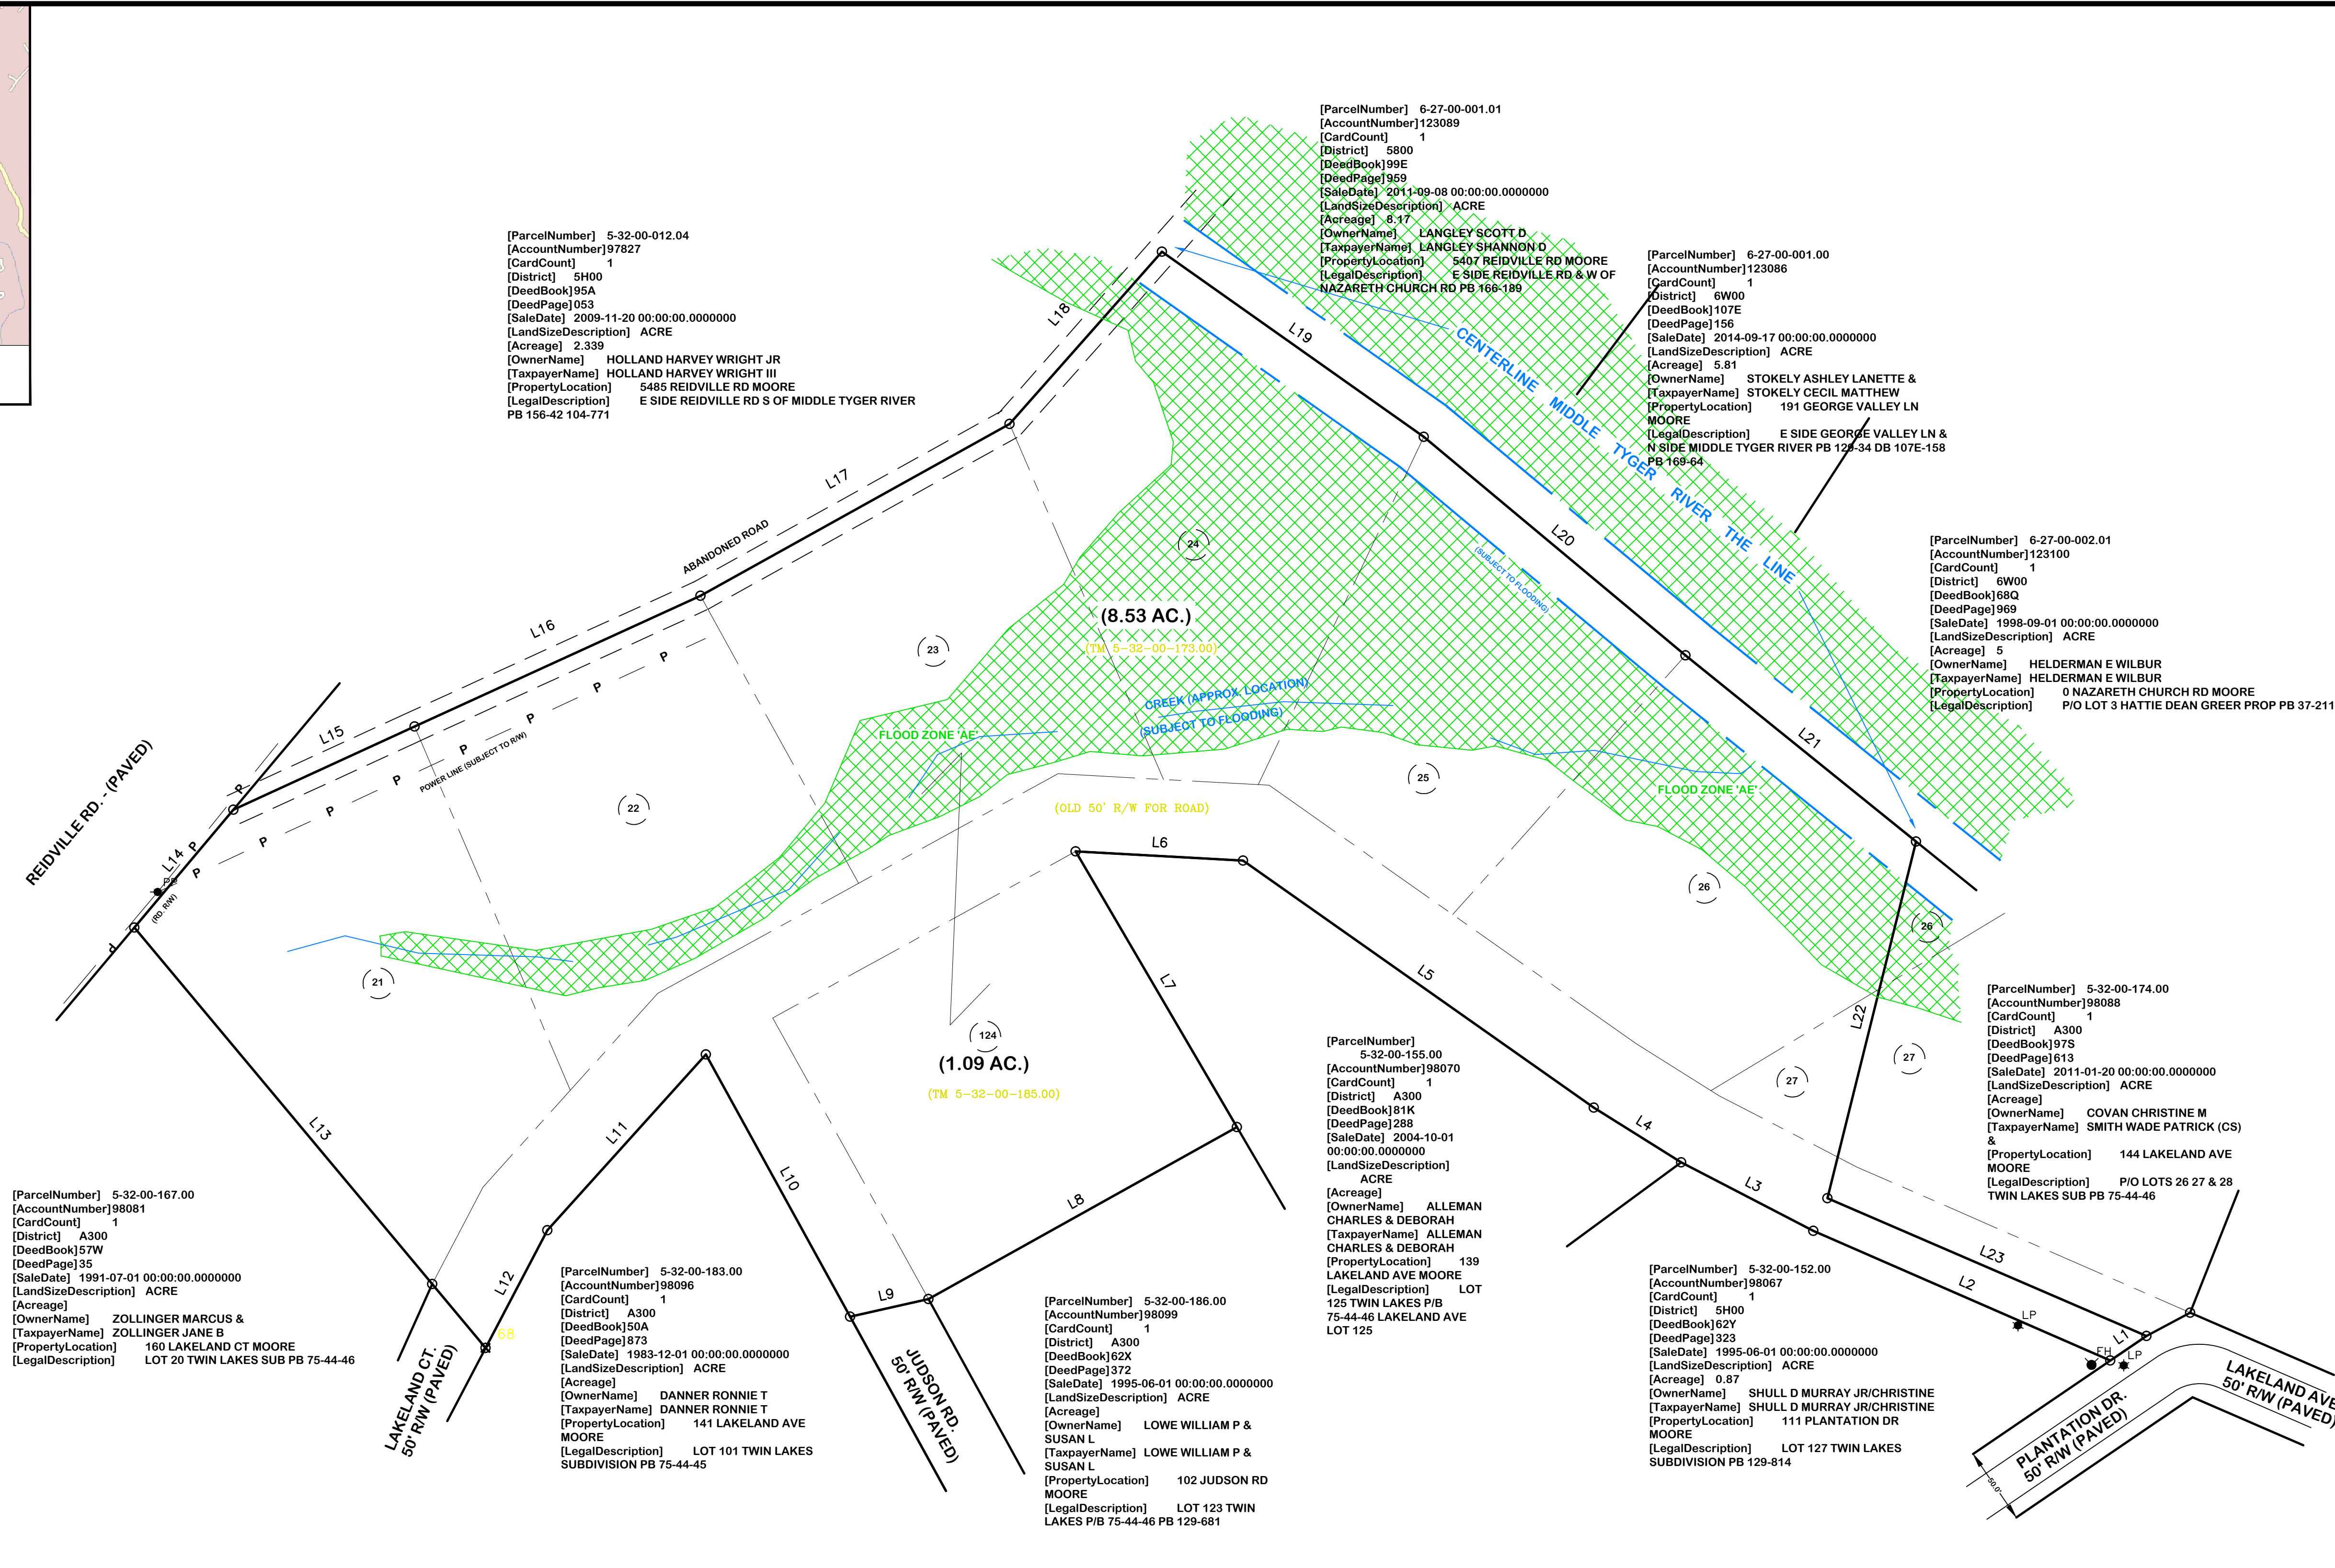 [ParcelNumber] 6-27-00-001.01
[AccountNumber]123089
[CardCount] 1
[District] 5800
[DeedBook]99E
[DeedPage]959
[SaleDate] 2011-09-08 00:00:00.0000000
[LandSizeDescription] ACRE
[Acreage] 8.17
[OwnerName] LANGLEY SCOTT D
[TaxpayerName] LANGLEY SHANNON D
[PropertyLocation] 5407 REIDVILLE RD MOORE
[LegalDescription] E SIDE REIDVILLE RD & W OF
NAZARETH CHURCH RD PB 166-189
[ParcelNumber] 5-32-00-012.04
[AccountNumber]97827
[CardCount] 1
[District] 5H00
[DeedBook]95A
[DeedPage]053
[SaleDate] 2009-11-20 00:00:00.0000000
[LandSizeDescription] ACRE
[Acreage] 2.339
[OwnerName] HOLLAND HARVEY WRIGHT JR
[TaxpayerName] HOLLAND HARVEY WRIGHT III
[PropertyLocation] 5485 REIDVILLE RD MOORE
[LegalDescription] E SIDE REIDVILLE RD S OF MIDDLE TYGER RIVER
PB 156-42 104-771
[ParcelNumber] 6-27-00-001.00
[AccountNumber]123086
[CardCount] 1
[District] 6W00
[DeedBook]107E
[DeedPage]156
[SaleDate] 2014-09-17 00:00:00.0000000
[LandSizeDescription] ACRE
[Acreage] 5.81
[OwnerName] STOKELY ASHLEY LANETTE &
[TaxpayerName] STOKELY CECIL MATTHEW
[PropertyLocation] 191 GEORGE VALLEY LN
MOORE
[LegalDescription] E SIDE GEORGE VALLEY LN &
N SIDE MIDDLE TYGER RIVER PB 129-34 DB 107E-158
PB 169-64
L18
L19
CENTERLINE MIDDLE TYGER RIVER THE LINE
L17
ABANDONED ROAD
24
L20
(SUBJECT TO FLOODING)
[ParcelNumber] 6-27-00-002.01
[AccountNumber]123100
[CardCount] 1
[District] 6W00
[DeedBook]68Q
[DeedPage]969
[SaleDate] 1998-09-01 00:00:00.0000000
[LandSizeDescription] ACRE
[Acreage] 5
[OwnerName] HELDERMAN E WILBUR
[TaxpayerName] HELDERMAN E WILBUR
[PropertyLocation] 0 NAZARETH CHURCH RD MOORE
[LegalDescription] P/O LOT 3 HATTIE DEAN GREER PROP PB 37-211
(8.53 AC.)
(TM 5-32-00-173.00)
L16
23
P P P P P P P P
POWER LINE (SUBJECT TO R/W)
CREEK (APPROX. LOCATION)
(SUBJECT TO FLOODING)
FLOOD ZONE 'AE'
L15
L21
25
FLOOD ZONE 'AE'
REIDVILLE RD. - (PAVED)
P
22
(OLD 50' R/W FOR ROAD)
L14 P
PP
(RD. R/W)
P
L6
26
26
21
L7
L5
124
(1.09 AC.)
(TM 5-32-00-185.00)
L22
27
27
[ParcelNumber] 5-32-00-174.00
[AccountNumber]98088
[CardCount] 1
[District] A300
[DeedBook]97S
[DeedPage]613
[SaleDate] 2011-01-20 00:00:00.0000000
[LandSizeDescription] ACRE
[Acreage]
[OwnerName] COVAN CHRISTINE M
[TaxpayerName] SMITH WADE PATRICK (CS)
&
[PropertyLocation] 144 LAKELAND AVE
MOORE
[LegalDescription] P/O LOTS 26 27 & 28
TWIN LAKES SUB PB 75-44-46
[ParcelNumber]
5-32-00-155.00
[AccountNumber]98070
[CardCount] 1
[District] A300
[DeedBook]81K
[DeedPage]288
[SaleDate] 2004-10-01
00:00:00.0000000
[LandSizeDescription]
ACRE
[Acreage]
[OwnerName] ALLEMAN
CHARLES & DEBORAH
[TaxpayerName] ALLEMAN
CHARLES & DEBORAH
[PropertyLocation] 139
LAKELAND AVE MOORE
[LegalDescription] LOT
125 TWIN LAKES P/B
75-44-46 LAKELAND AVE
LOT 125
L13
L11
L10
L8
L4
L3
[ParcelNumber] 5-32-00-167.00
[AccountNumber]98081
[CardCount] 1
[District] A300
[DeedBook]57W
[DeedPage]35
[SaleDate] 1991-07-01 00:00:00.0000000
[LandSizeDescription] ACRE
[Acreage]
[OwnerName] ZOLLINGER MARCUS &
[TaxpayerName] ZOLLINGER JANE B
[PropertyLocation] 160 LAKELAND CT MOORE
[LegalDescription] LOT 20 TWIN LAKES SUB PB 75-44-46
L12
68
L9
L23
L2
LP
L1
FH
LP
LAKELAND CT.
50' R/W (PAVED)
[ParcelNumber] 5-32-00-183.00
[AccountNumber]98096
[CardCount] 1
[District] A300
[DeedBook]50A
[DeedPage]873
[SaleDate] 1983-12-01 00:00:00.0000000
[LandSizeDescription] ACRE
[Acreage]
[OwnerName] DANNER RONNIE T
[TaxpayerName] DANNER RONNIE T
[PropertyLocation] 141 LAKELAND AVE
MOORE
[LegalDescription] LOT 101 TWIN LAKES
SUBDIVISION PB 75-44-45
JUDSON RD.
50' R/W (PAVED)
[ParcelNumber] 5-32-00-186.00
[AccountNumber]98099
[CardCount] 1
[District] A300
[DeedBook]62X
[DeedPage]372
[SaleDate] 1995-06-01 00:00:00.0000000
[LandSizeDescription] ACRE
[Acreage]
[OwnerName] LOWE WILLIAM P &
SUSAN L
[TaxpayerName] LOWE WILLIAM P &
SUSAN L
[PropertyLocation] 102 JUDSON RD
MOORE
[LegalDescription] LOT 123 TWIN
LAKES P/B 75-44-46 PB 129-681
[ParcelNumber] 5-32-00-152.00
[AccountNumber]98067
[CardCount] 1
[District] 5H00
[DeedBook]62Y
[DeedPage]323
[SaleDate] 1995-06-01 00:00:00.0000000
[LandSizeDescription] ACRE
[Acreage] 0.87
[OwnerName] SHULL D MURRAY JR/CHRISTINE
[TaxpayerName] SHULL D MURRAY JR/CHRISTINE
[PropertyLocation] 111 PLANTATION DR
MOORE
[LegalDescription] LOT 127 TWIN LAKES
SUBDIVISION PB 129-814
LAKELAND AVE
50' R/W (PAVED)
PLANTATION DR.
50' R/W (PAVED)
50.0'